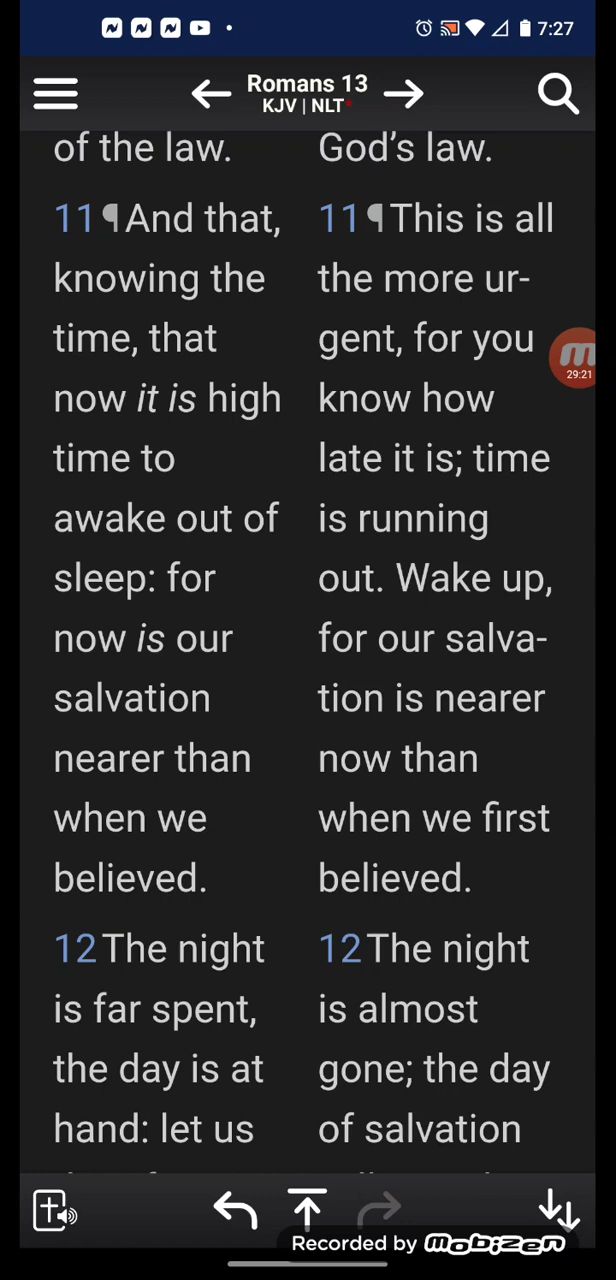 7:27
Romans 13
KJV | NLT*
of the law.
11 ¶ And that,
knowing the
time, that
now it is high
time to
awake out of
sleep: for
now is our
salvation
nearer than
when we
believed.
12 The night
is far spent,
the day is at
hand: let us
God's law.
11 ¶ This is all
the more ur-
gent, for you
know how
late it is; time
is running
out. Wake up,
for our salva-
tion is nearer
now than
when we first
believed.
12 The night
is almost
gone; the day
of salvation
29:21
Recorded by mobizen